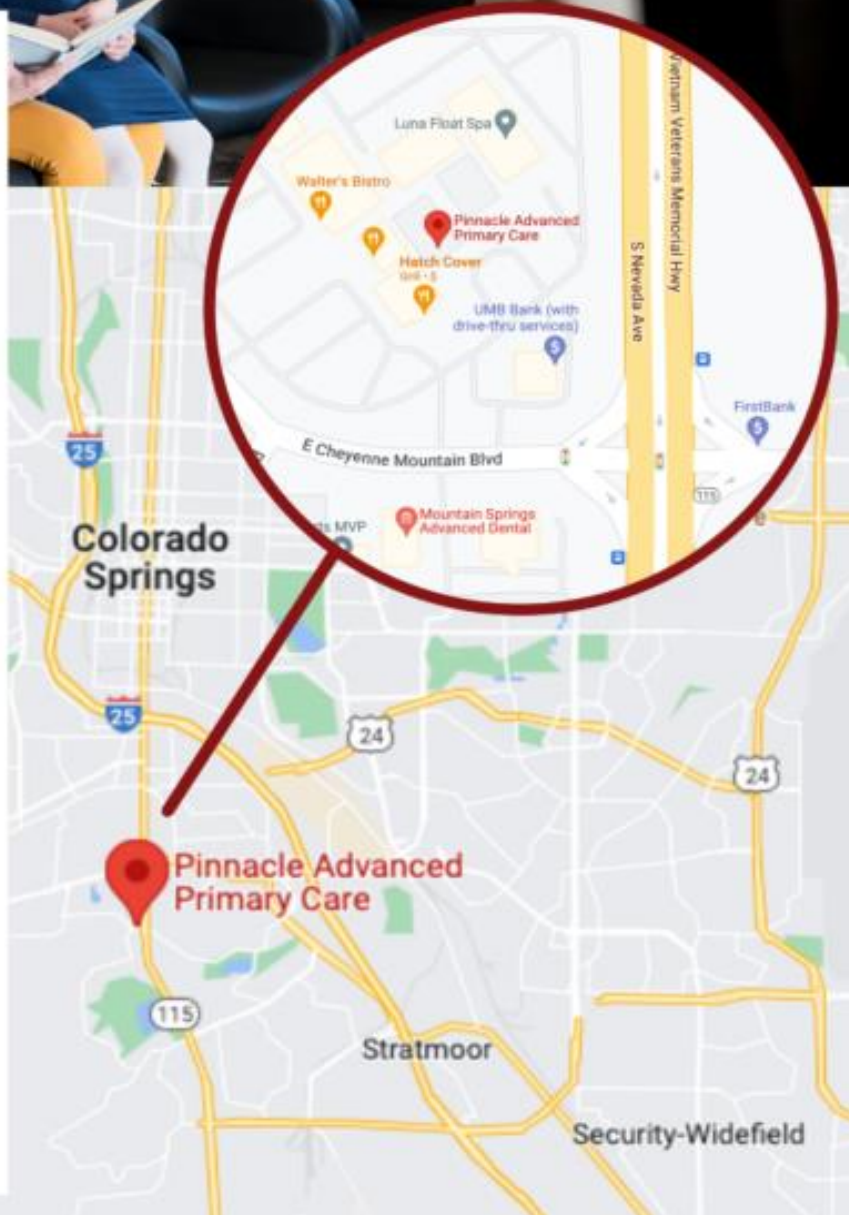 Luna Float Spa
Vietnam Veterans Memorial Hwy
Walter's Bistro
Pinnacle Advanced
Primary Care
S Nevada Ave
Hatch Cover
UMB Bank (with
drive-thru services)
FirstBank
E Cheyenne Mountain Blvd
115
Mountain Springs
Advanced Dental
MVP
25
Colorado
Springs
25
24
24
Pinnacle Advanced
Primary Care
115
Stratmoor
Security-Widefield